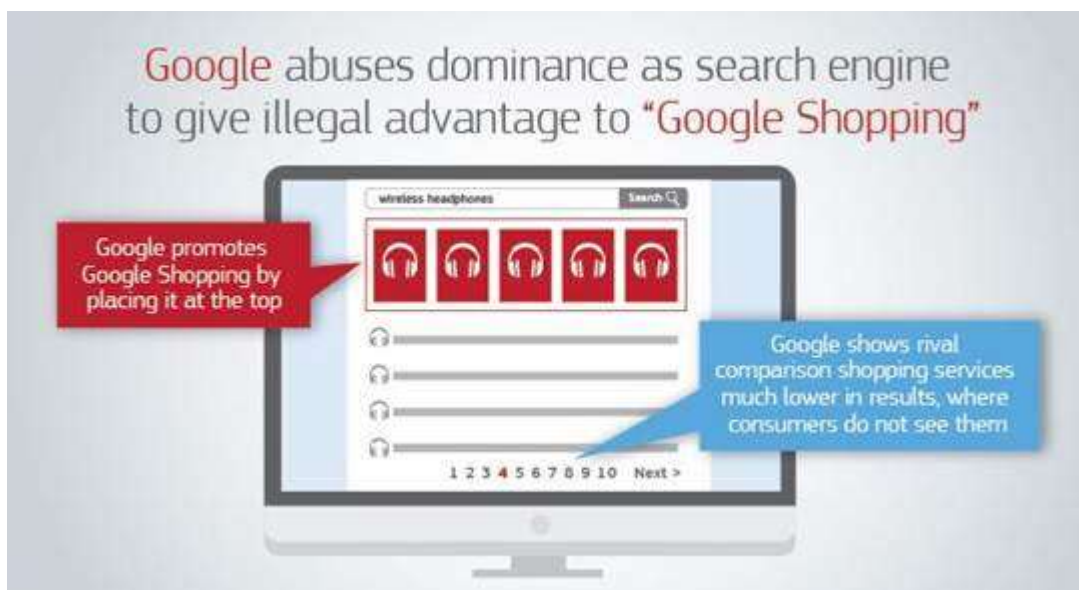 Google abuses dominance as search engine
to give illegal advantage to “Google Shopping”
wireless headphones
Search
Google promotes
Google Shopping by
placing it at the top
Google shows rival
comparison shopping services
much lower in results, where
consumers do not see them
1 2 3 4 5 6 7 8 9 10 Next >